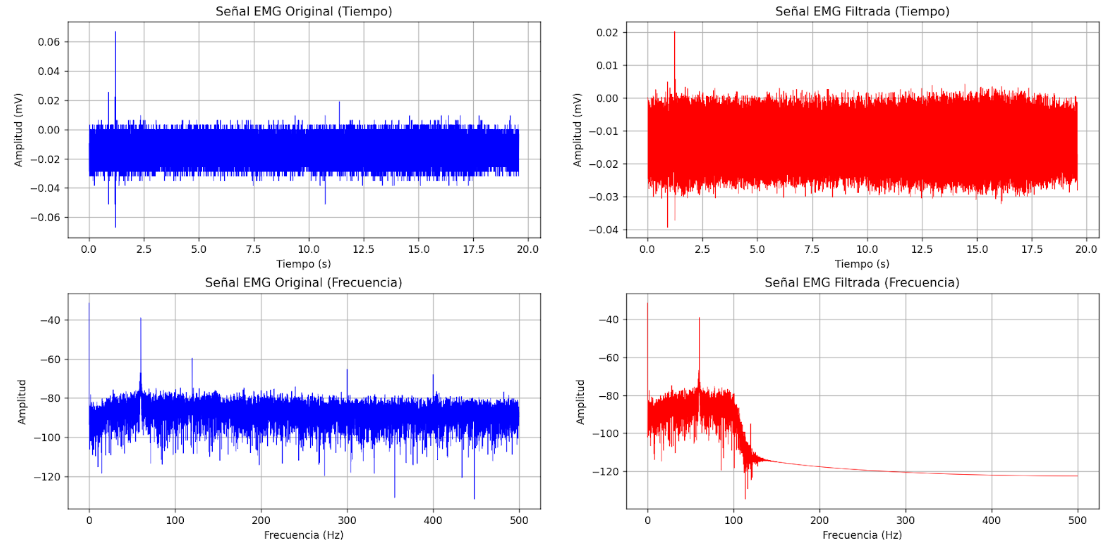 Señal EMG Original (Tiempo)
Amplitud (mV)
0.06
0.04
0.02
0.00
−0.02
−0.04
−0.06
0.0 2.5 5.0 7.5 10.0 12.5 15.0 17.5 20.0
Tiempo (s)
Señal EMG Filtrada (Tiempo)
Amplitud (mV)
0.02
0.01
0.00
−0.01
−0.02
−0.03
−0.04
0.0 2.5 5.0 7.5 10.0 12.5 15.0 17.5 20.0
Tiempo (s)
Señal EMG Original (Frecuencia)
Amplitud
−40
−60
−80
−100
−120
0 100 200 300 400 500
Frecuencia (Hz)
Señal EMG Filtrada (Frecuencia)
Amplitud
−40
−60
−80
−100
−120
0 100 200 300 400 500
Frecuencia (Hz)